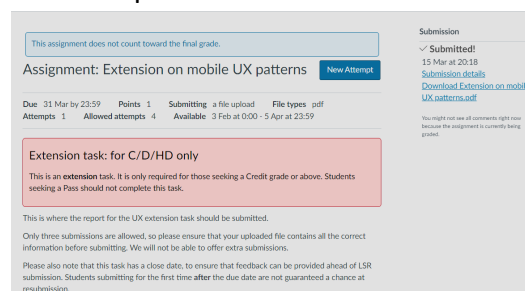 This assignment does not count toward the final grade.
Assignment: Extension on mobile UX patterns
New Attempt
Due 31 Mar by 23:59 Points 1 Submitting a file upload File types pdf
Attempts 1 Allowed attempts 4 Available 3 Feb at 0:00 - 5 Apr at 23:59
Extension task: for C/D/HD only
This is an extension task. It is only required for those seeking a Credit grade or above. Students
seeking a Pass should not complete this task.
This is where the report for the UX extension task should be submitted.
Only three submissions are allowed, so please ensure that your uploaded file contains all the correct
information before submitting. We will not be able to offer extra submissions.
Please also note that this task has a close date, to ensure that feedback can be provided ahead of LSR
submission. Students submitting for the first time after the due date are not guaranteed a chance at
resubmission.
Submission
✓ Submitted!
15 Mar at 20:18
Submission details
Download Extension on mobil
UX patterns.pdf
You might not see all comments right now
because the assignment is currently being
graded.